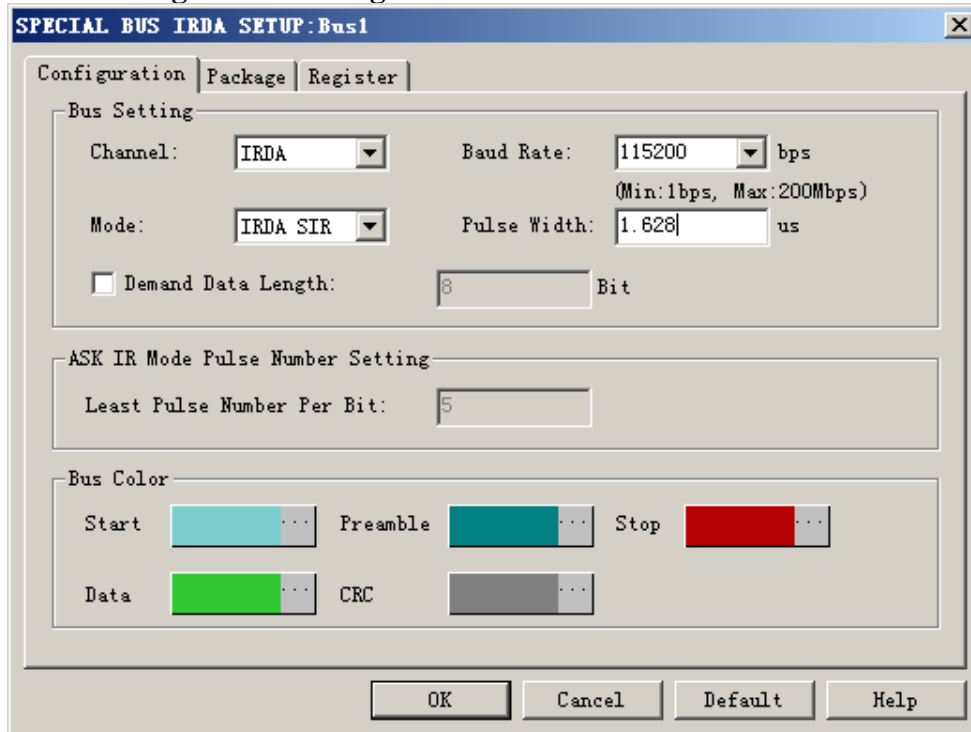 SPECIAL BUS IRDA SETUP:Bus1
Configuration Package Register
Bus Setting
Channel: IRDA Baud Rate: 115200 bps
(Min:1bps, Max:200Mbps)
Mode: IRDA SIR Pulse Width: 1.628 us
Demand Data Length: 8 Bit
ASK IR Mode Pulse Number Setting
Least Pulse Number Per Bit: 5
Bus Color
Start ... Preamble ... Stop ...
Data ... CRC ...
OK Cancel Default Help